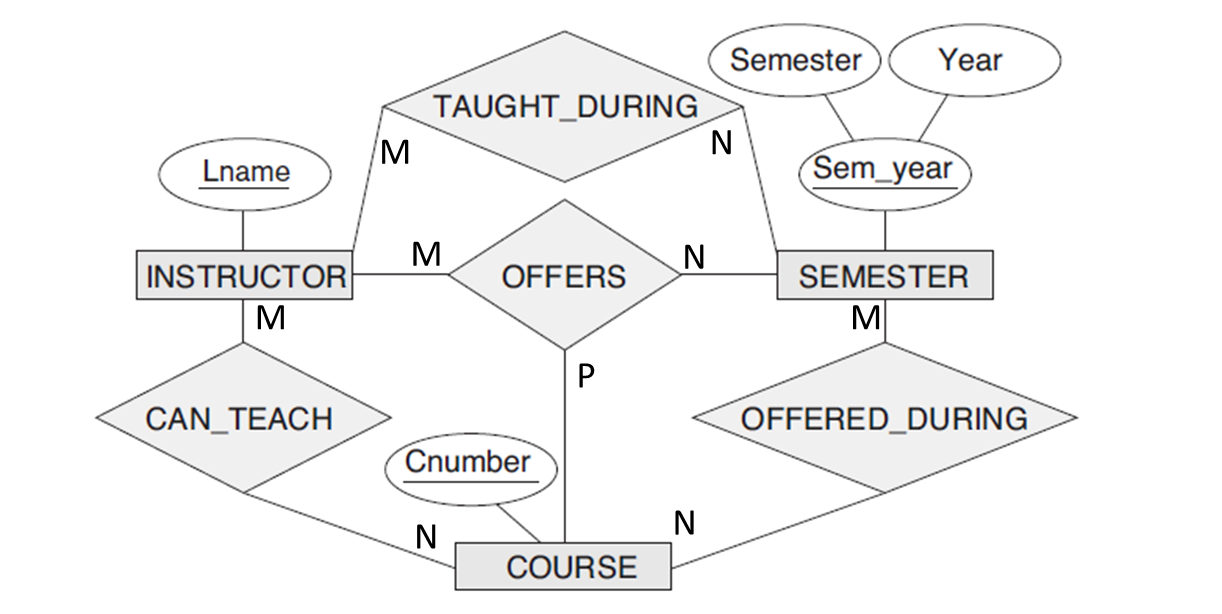 Semester
Year
TAUGHT_DURING
M
N
Lname
Sem_year
M
N
INSTRUCTOR
OFFERS
SEMESTER
M
M
P
CAN_TEACH
OFFERED_DURING
Cnumber
N
N
COURSE